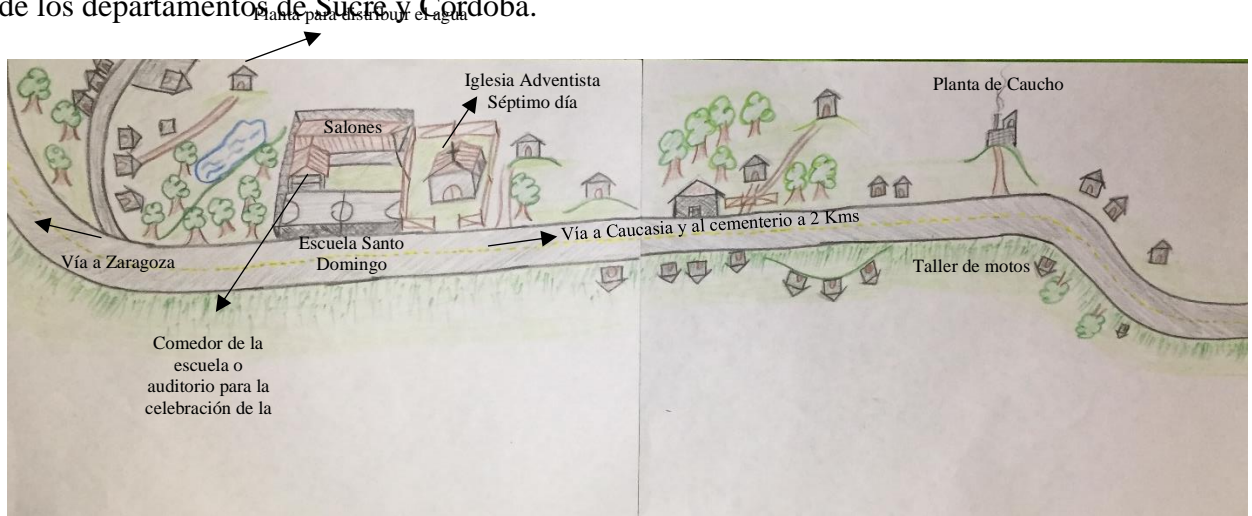 de los departamentos de Sucre y Córdoba.
Planta para distribuir el agua
Iglesia Adventista
Séptimo día
Planta de Caucho
Salones
Escuela Santo
Domingo
Vía a Caucasia y al cementerio a 2 Kms
Vía a Zaragoza
Taller de motos
Comedor de la
escuela o
auditorio para la
celebración de la